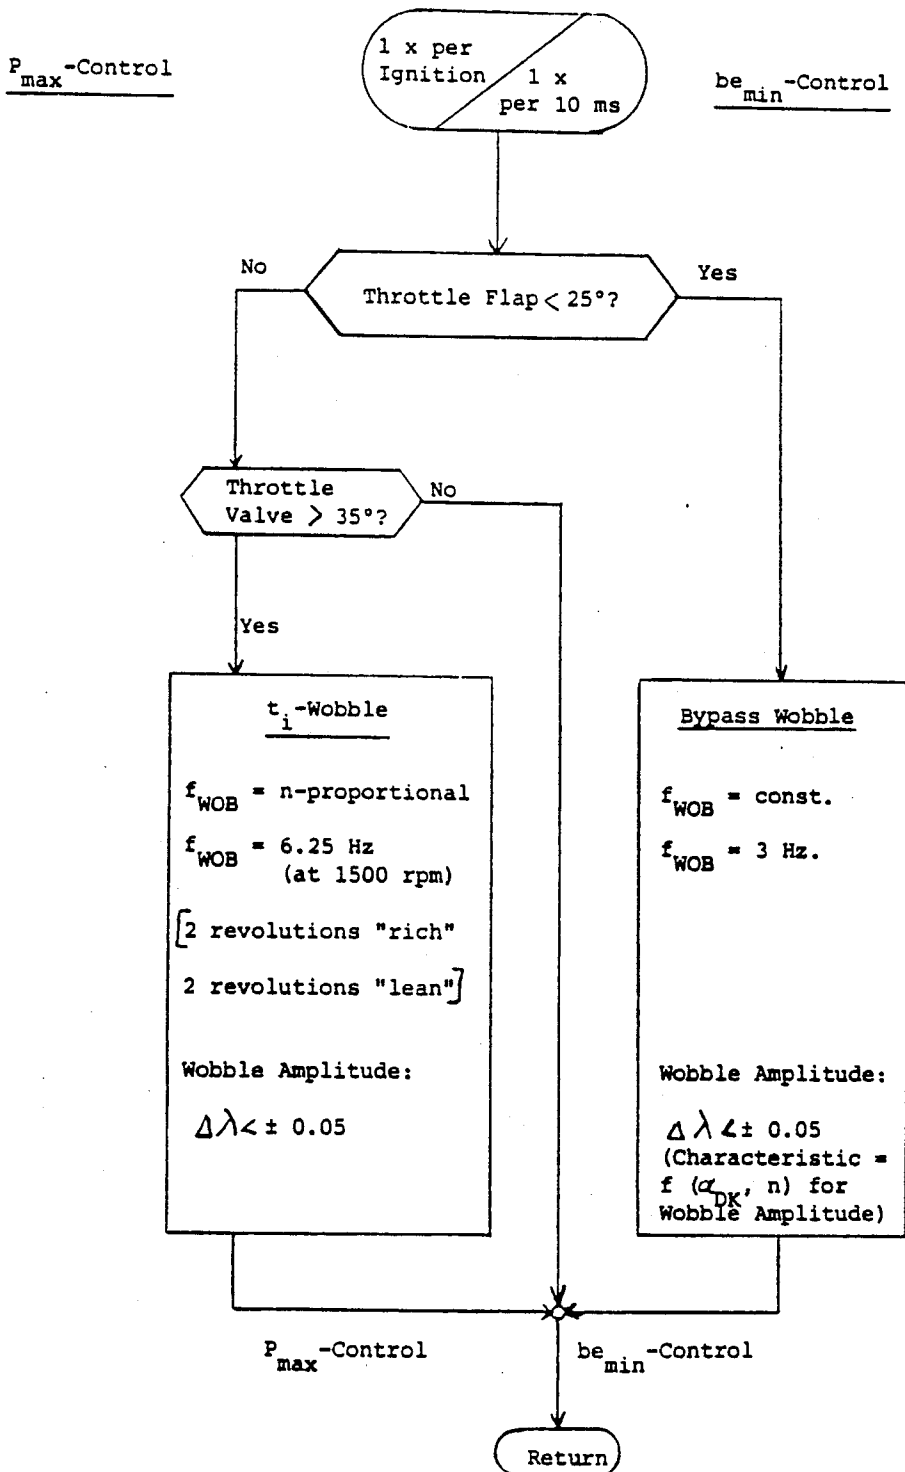 P_max-Control
1 x per
Ignition
1 x
per 10 ms
be_min-Control
No
Yes
Throttle Flap < 25°?
Throttle
Valve > 35°?
No
Yes
t_i-Wobble
f_WOB = n-proportional
f_WOB = 6.25 Hz
(at 1500 rpm)
[2 revolutions "rich"
2 revolutions "lean"]
Wobble Amplitude:
Δλ< ± 0.05
Bypass Wobble
f_WOB = const.
f_WOB = 3 Hz.
Wobble Amplitude:
Δλ<± 0.05
(Characteristic =
f (α_DK, n) for
Wobble Amplitude)
P_max-Control
be_min-Control
Return